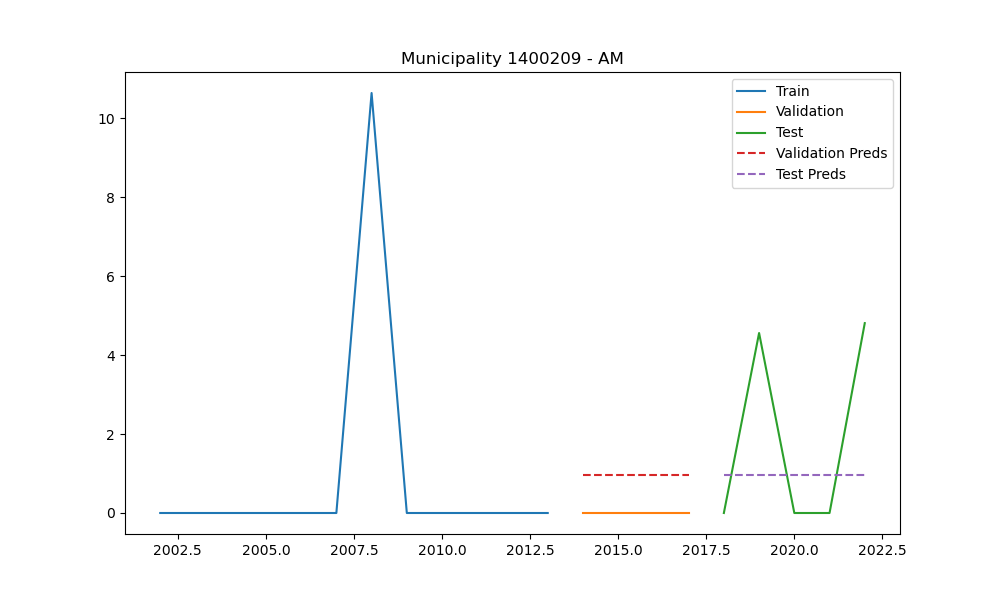 Municipality 1400209 - AM
Train
Validation
Test
Validation Preds
Test Preds
10
8
6
4
2
0
2002.5 2005.0 2007.5 2010.0 2012.5 2015.0 2017.5 2020.0 2022.5